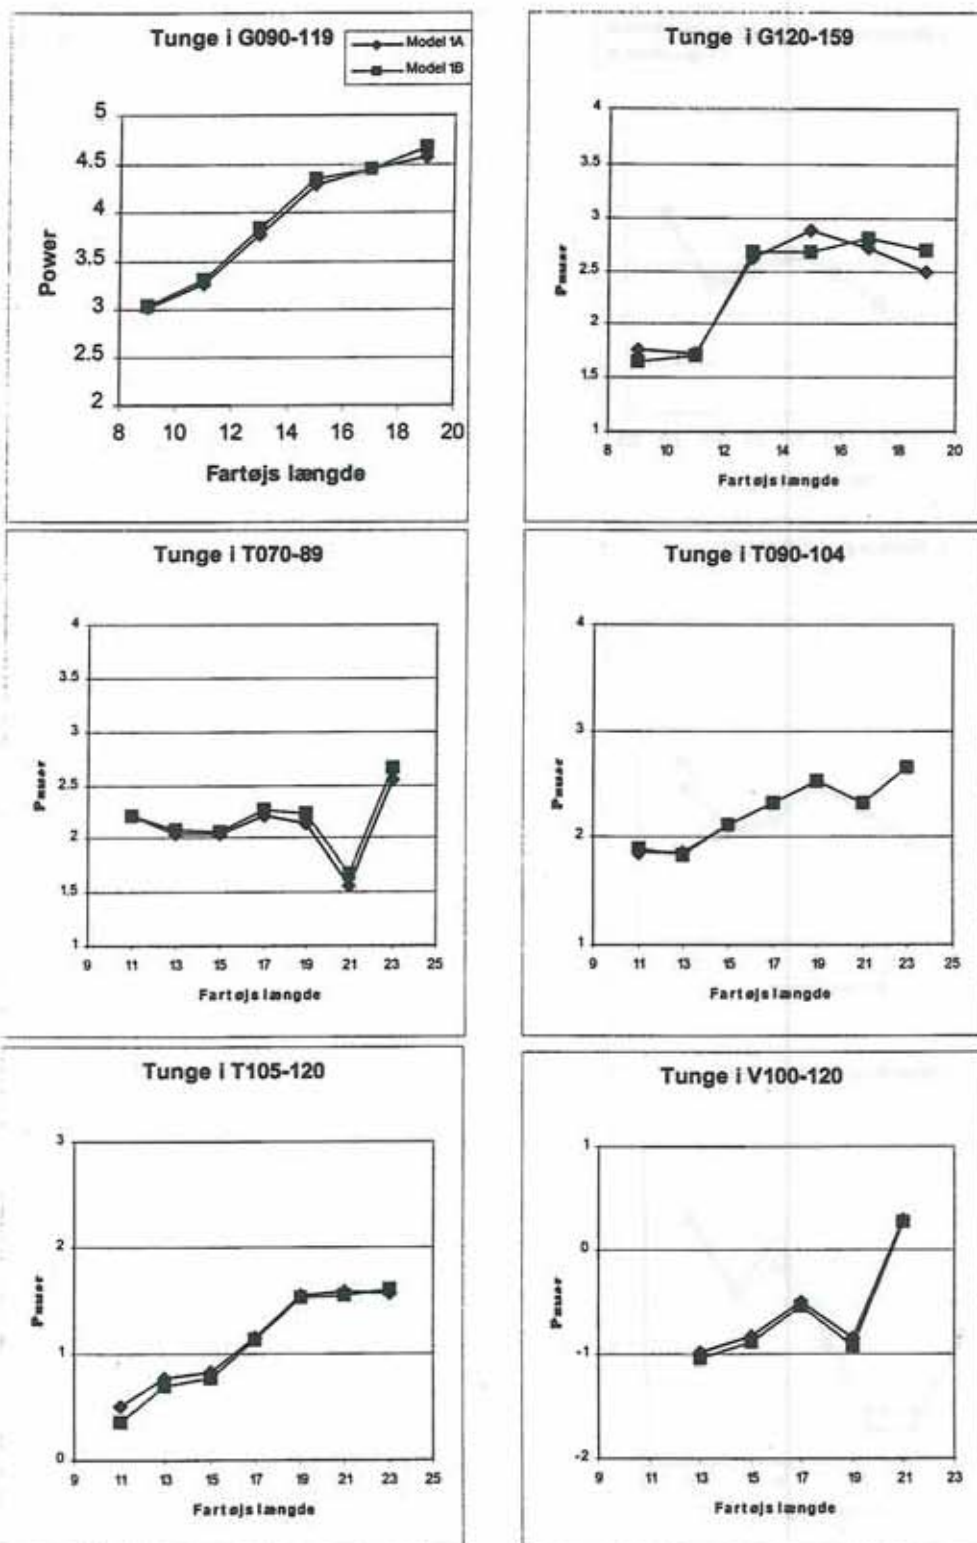 Tunge i G090-119
Model 1A
Model 1B
5
4.5
4
3.5
3
2.5
2
8 10 12 14 16 18 20
Power
Fartøjs længde
Tunge i G120-159
4
3.5
3
2.5
2
1.5
1
8 10 12 14 16 18 20
Power
Fartøjs længde
Tunge i T070-89
4
3.5
3
2.5
2
1.5
1
9 11 13 15 17 19 21 23 25
Power
Fartøjs længde
Tunge i T090-104
4
3
2
1
9 11 13 15 17 19 21 23 25
Power
Fartøjs længde
Tunge i T105-120
3
2
1
0
9 11 13 15 17 19 21 23 25
Power
Fartøjs længde
Tunge i V100-120
1
0
-1
-2
9 11 13 15 17 19 21 23
Power
Fartøjs længde